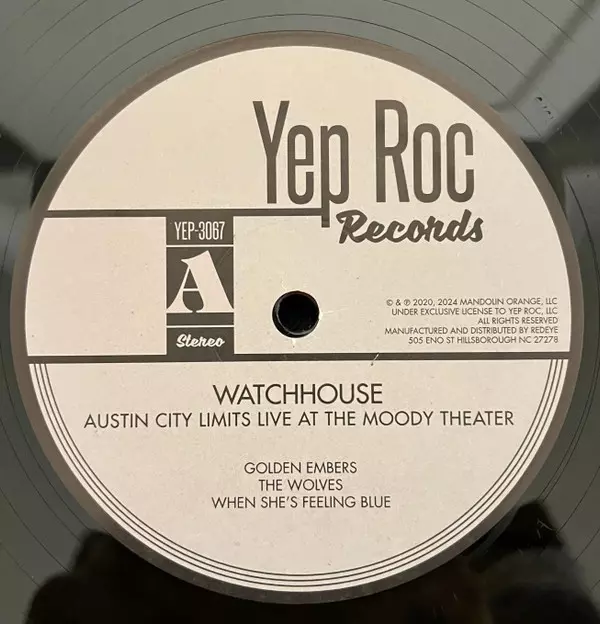 Yep Roc
Records
YEP-3067
A
Stereo
© & ℗ 2020, 2024 MANDOLIN ORANGE, LLC
UNDER EXCLUSIVE LICENSE TO YEP ROC, LLC
ALL RIGHTS RESERVED
MANUFACTURED AND DISTRIBUTED BY REDEYE
505 ENO ST HILLSBOROUGH NC 27278
WATCHHOUSE
AUSTIN CITY LIMITS LIVE AT THE MOODY THEATER
GOLDEN EMBERS
THE WOLVES
WHEN SHE'S FEELING BLUE